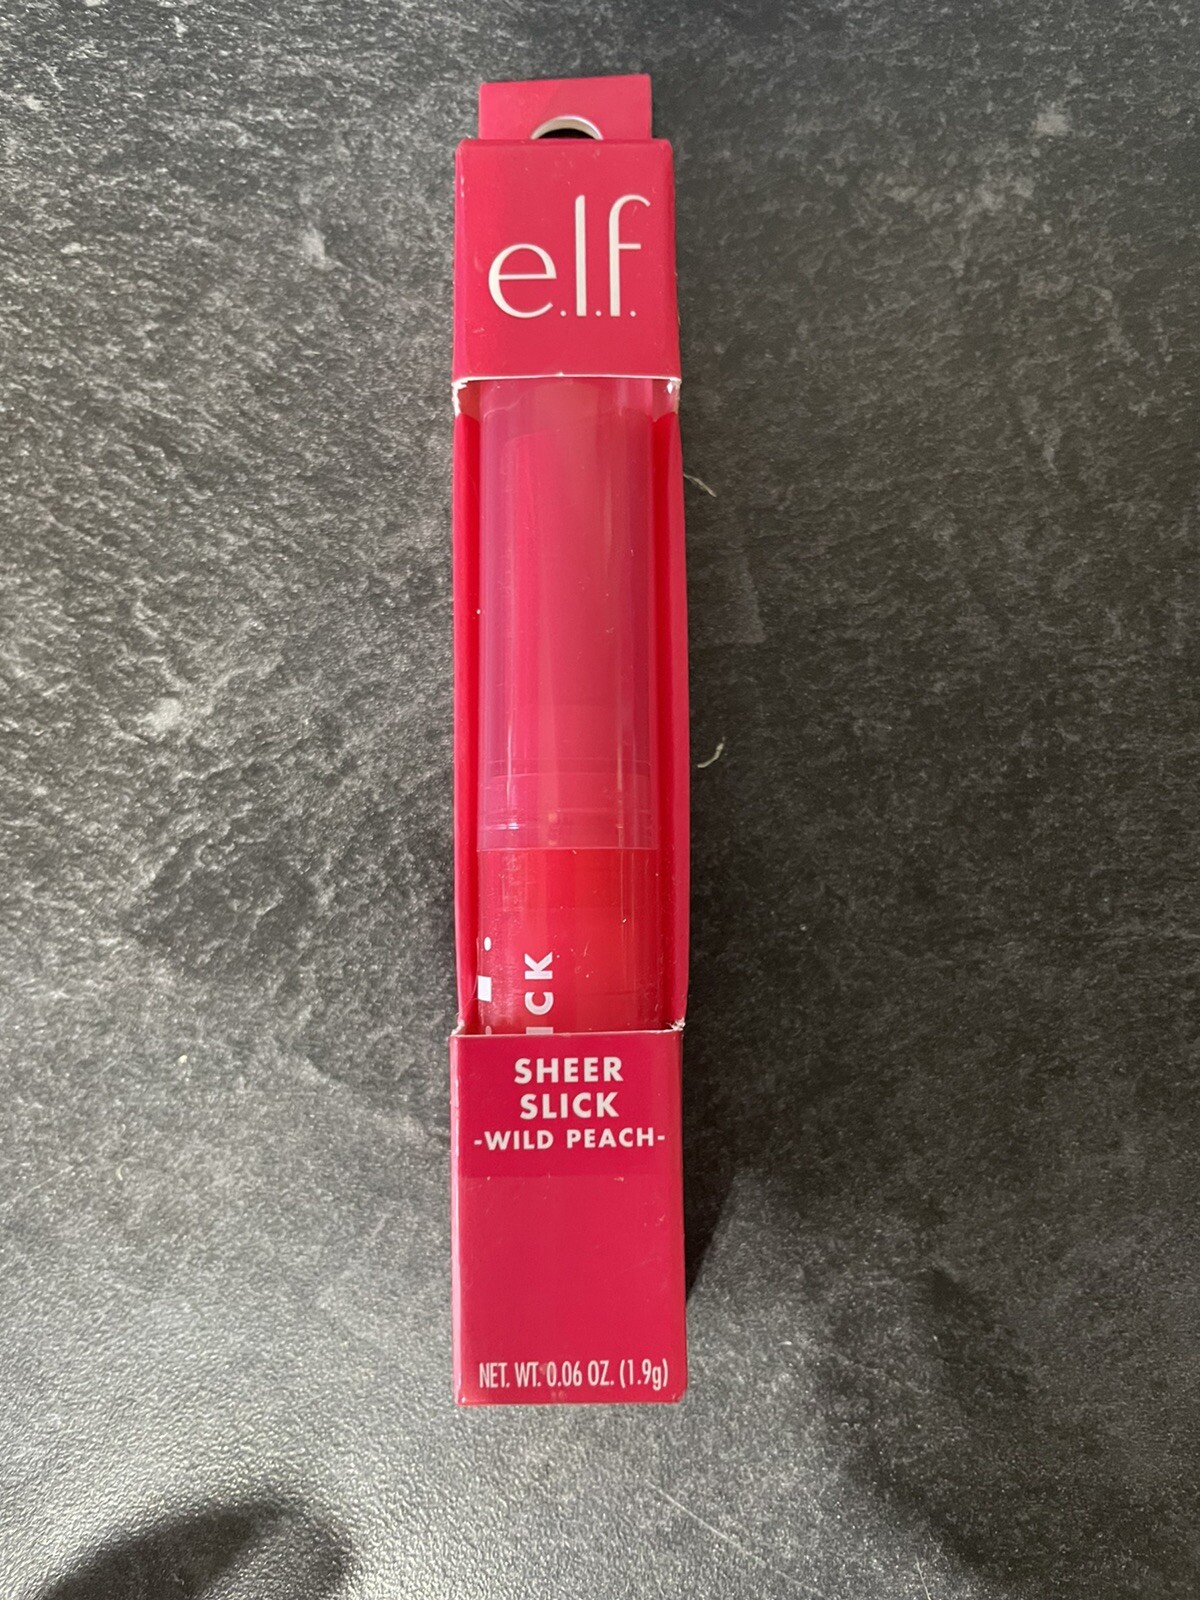 e.l.f.
ICK
SHEER
SLICK
-WILD PEACH-
NET. WT. 0.06 OZ. (1.9g)